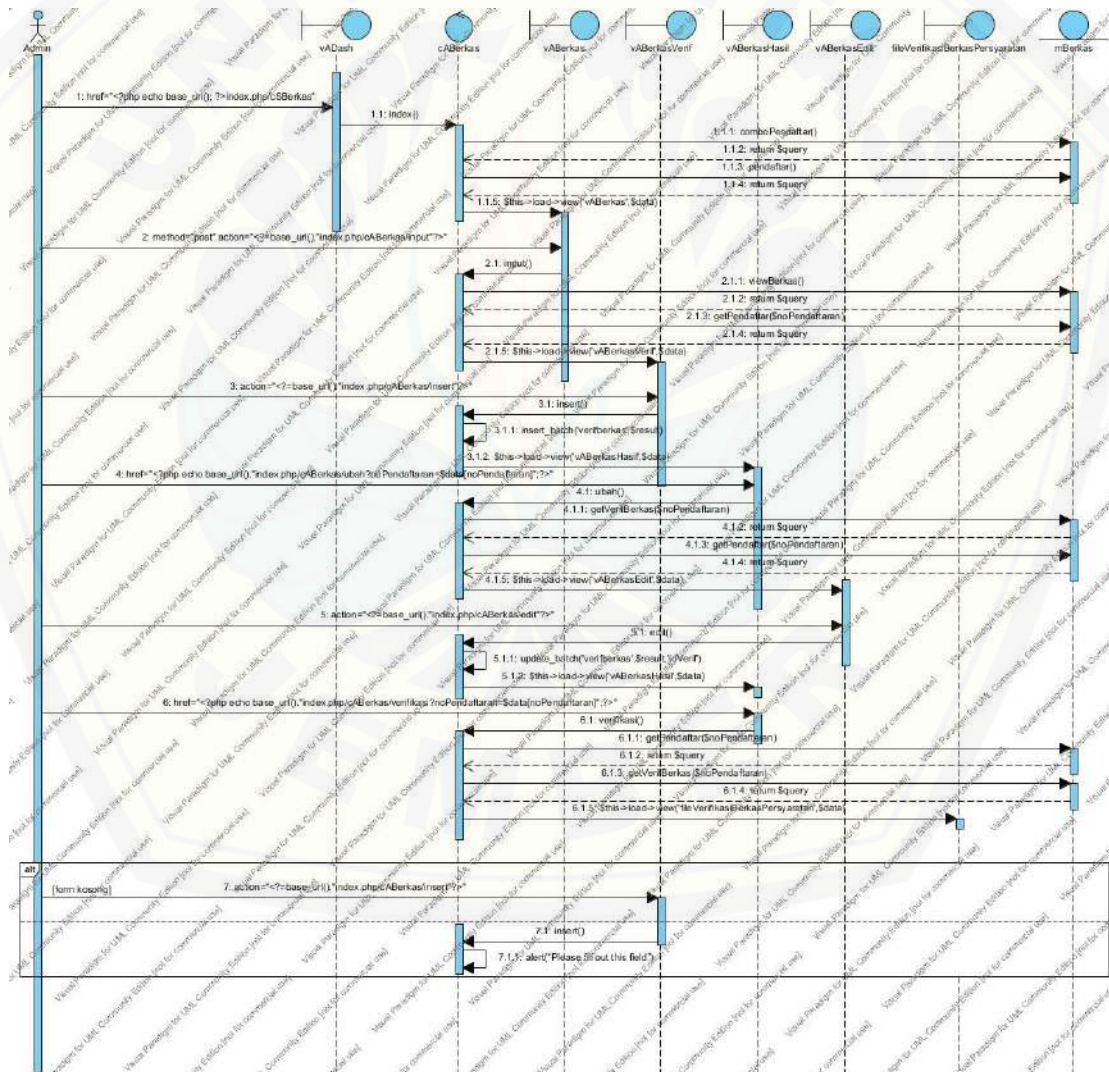 Admin
vADash
cABerkas
vABerkas
vABerkasVerif
vABerkasHasil
vABerkasEdit
fileVerifikasiBerkasPersyaratan
mBerkas
1: href="<?php echo base_url(); ?>index.php/cSBerkas"
1.1: index()
1.1.1: comboPendaftar()
1.1.2: return $query
1.1.3: pendaftar()
1.1.4: return $query
1.1.5: $this->load->view('vABerkas',$data)
2: method="post" action="<?=base_url()."index.php/cABerkas/input"?>"
2.1: input()
2.1.1: viewBerkas()
2.1.2: return $query
2.1.3: getPendaftar($noPendaftaran)
2.1.4: return $query
2.1.5: $this->load->view('vABerkasVerif',$data)
3: action="<?=base_url()."index.php/cABerkas/insert"?>
3.1: insert()
3.1.1: insert_batch('verifberkas',$result)
3.1.2: $this->load->view('vABerkasHasil',$data)
4: href="<?php echo base_url()."index.php/cABerkas/ubah?noPendaftaran=$data[noPendaftaran]";?>"
4.1: ubah()
4.1.1: getVerifBerkas($noPendaftaran)
4.1.2: return $query
4.1.3: getPendaftar($noPendaftaran)
4.1.4: return $query
4.1.5: $this->load->view('vABerkasEdit',$data)
5: action="<?=base_url()."index.php/cABerkas/edit"?>"
5.1: edit()
5.1.1: update_batch('verifberkas',$result,'idVerif')
5.1.2: $this->load->view('vABerkasHasil',$data)
6: href="<?php echo base_url()."index.php/cABerkas/verifikasi?noPendaftaran=$data[noPendaftaran]";?>"
6.1: verifikasi()
6.1.1: getPendaftar($noPendaftaran)
6.1.2: return $query
6.1.3: getVerifBerkas($noPendaftaran)
6.1.4: return $query
6.1.5: $this->load->view('fileVerifikasiBerkasPersyaratan',$data)
alt
[form kosong]
7: action="<?=base_url()."index.php/cABerkas/insert"?>"
7.1: insert()
7.1.1: alert("Please fill out this field")
Visual Paradigm for UML Community Edition [not for commercial use]